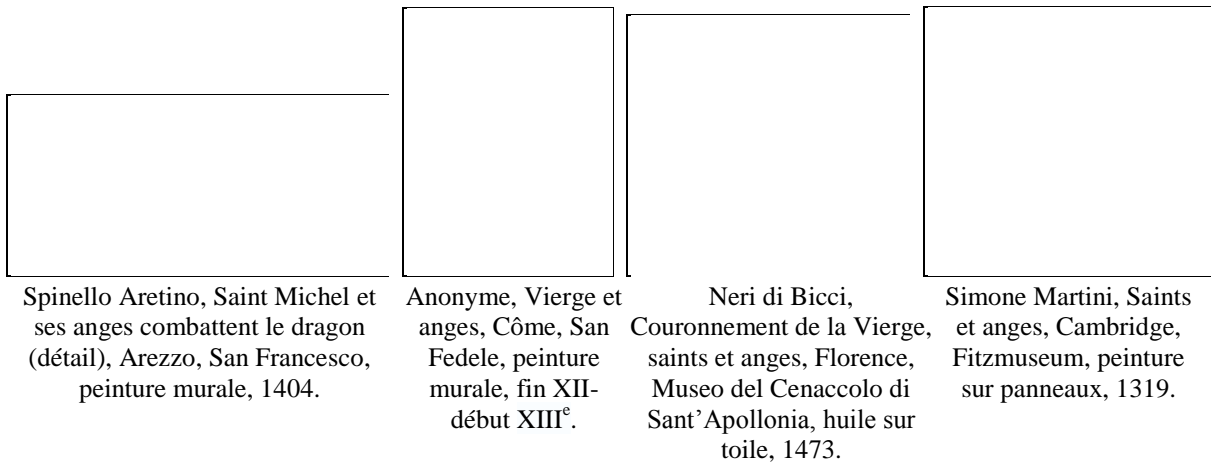 Spinello Aretino, Saint Michel et
ses anges combattent le dragon
(détail), Arezzo, San Francesco,
peinture murale, 1404.
Anonyme, Vierge et
anges, Côme, San
Fedele, peinture
murale, fin XII-
début XIIIe.
Neri di Bicci,
Couronnement de la Vierge,
saints et anges, Florence,
Museo del Cenaccolo di
Sant’Apollonia, huile sur
toile, 1473.
Simone Martini, Saints
et anges, Cambridge,
Fitzmuseum, peinture
sur panneaux, 1319.